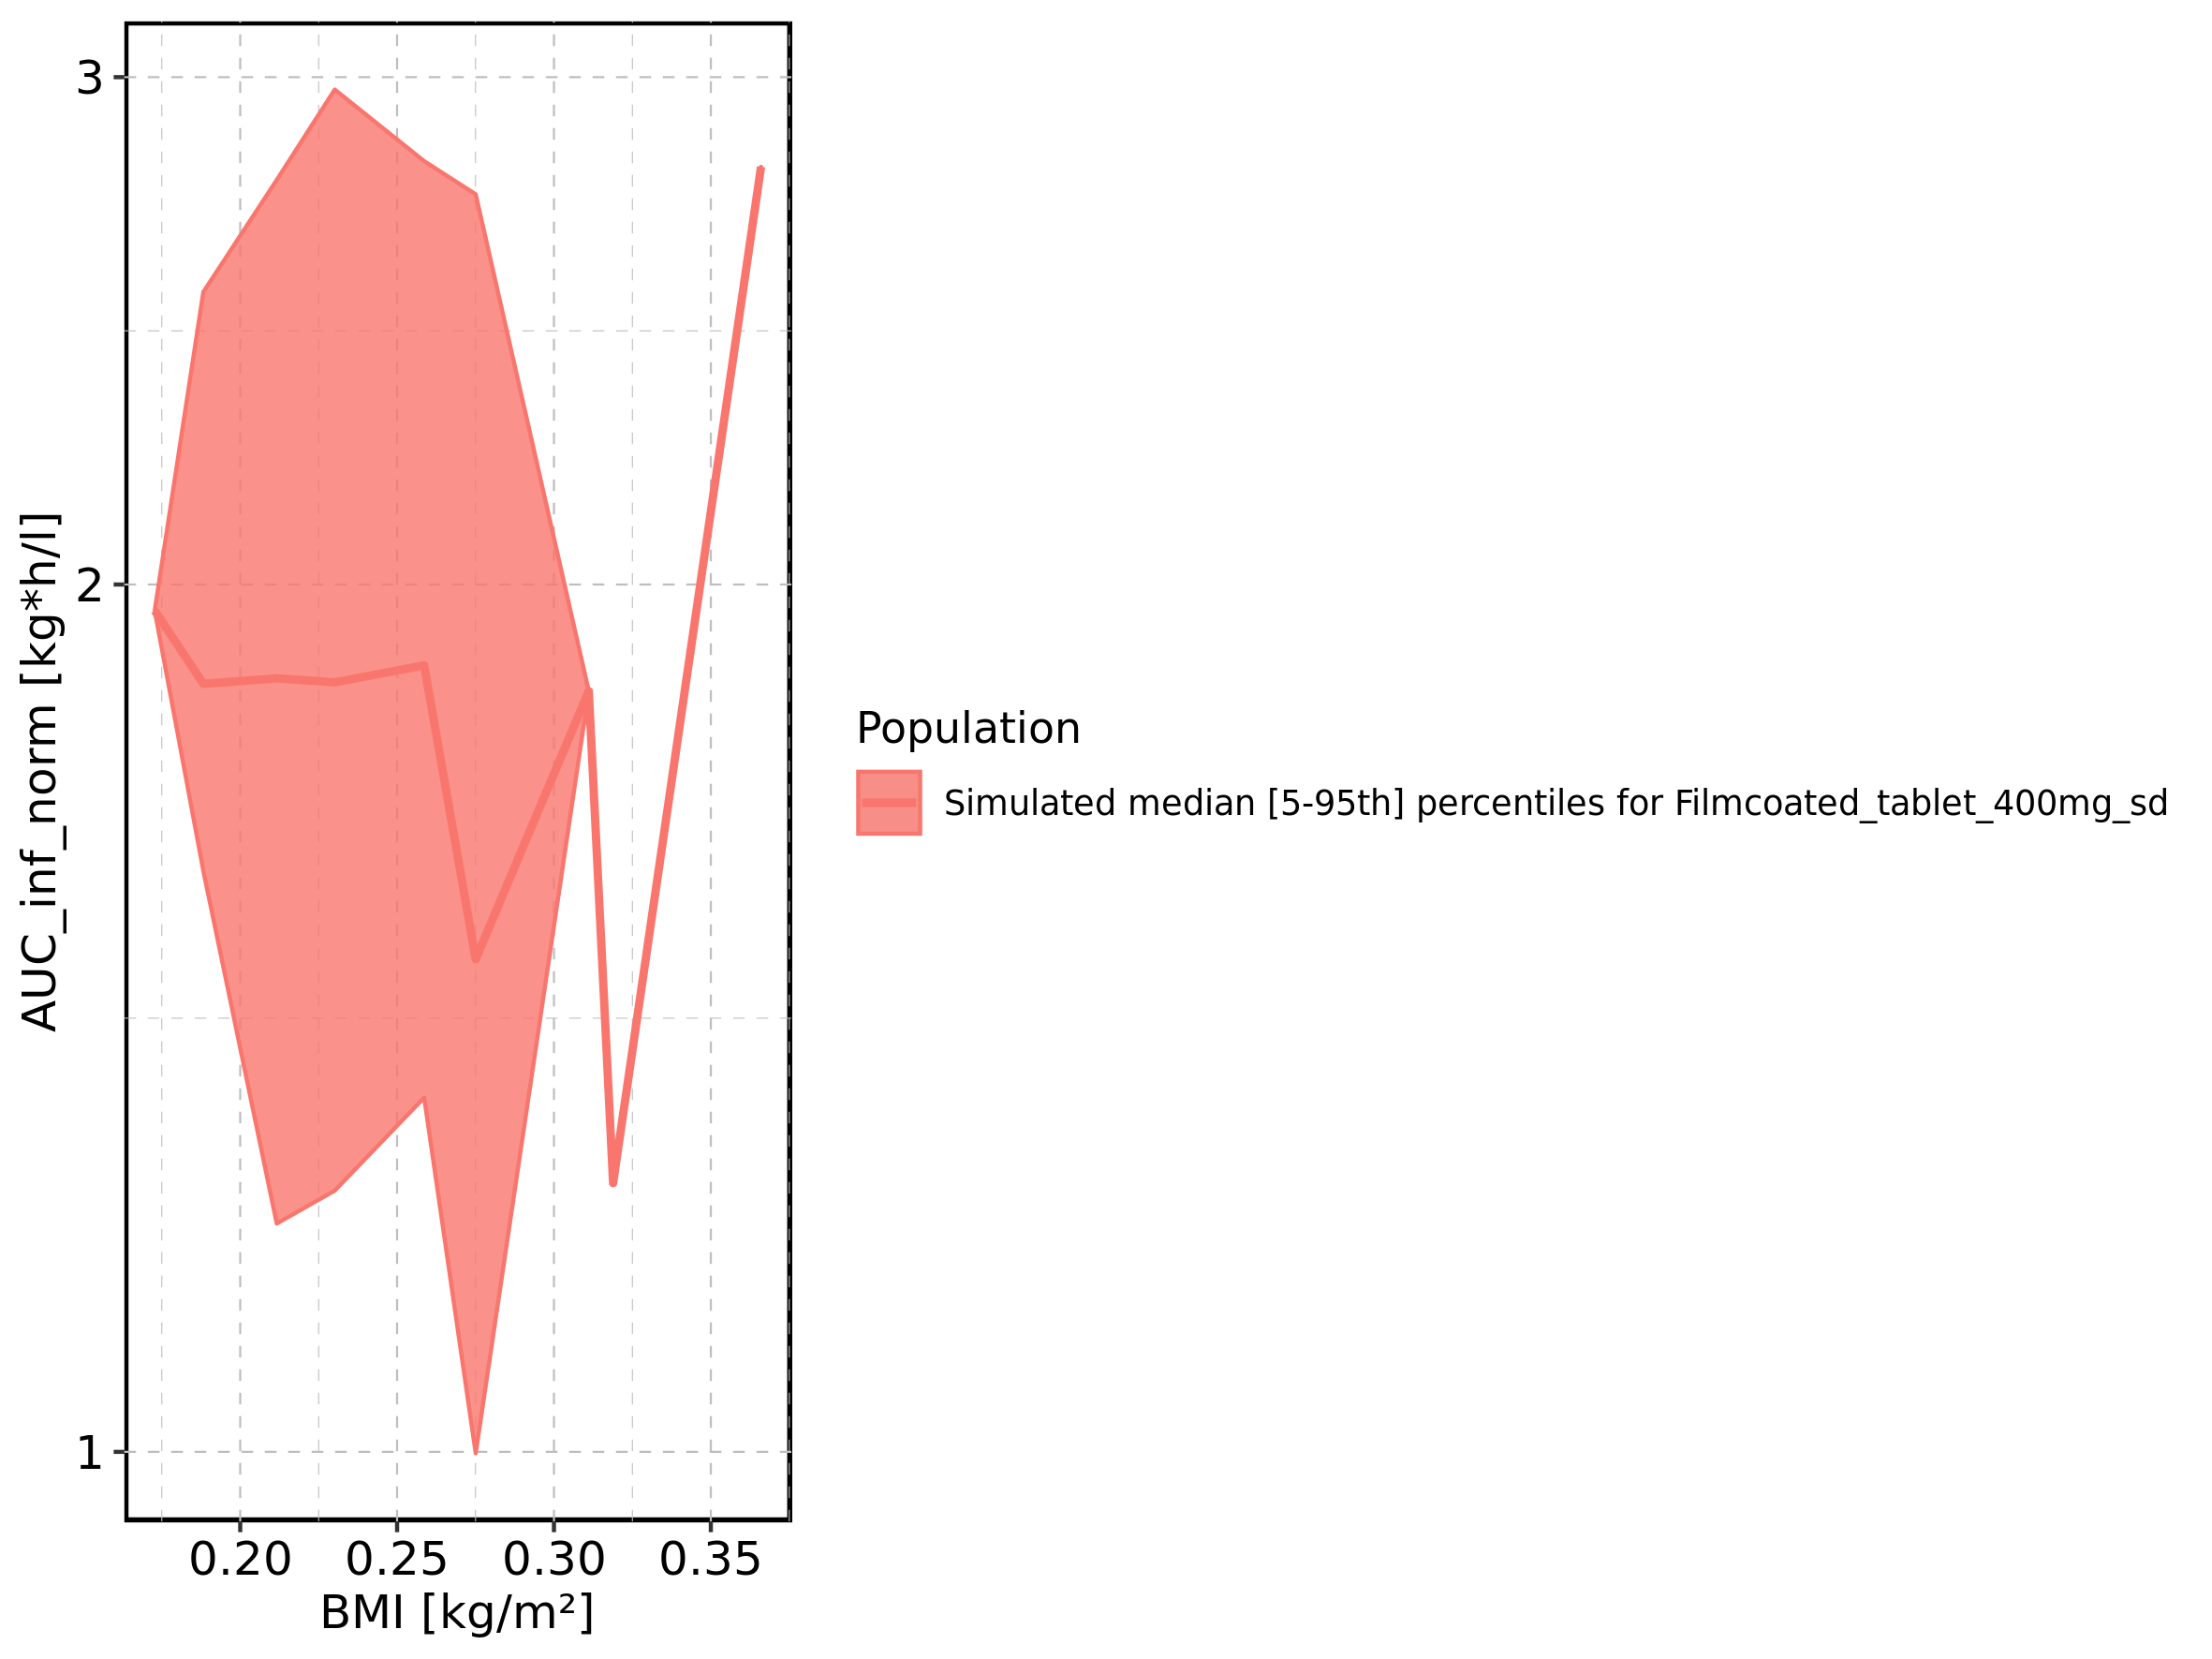 3
2
1
AUC_inf_norm [kg*h/l]
0.20 0.25 0.30 0.35
BMI [kg/m²]
Population
Simulated median [5-95th] percentiles for Filmcoated_tablet_400mg_sd